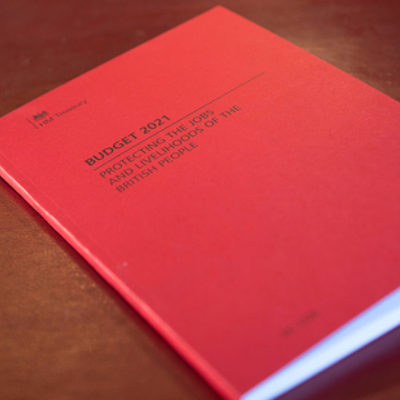 HM Treasury
BUDGET 2021
PROTECTING THE JOBS
AND LIVELIHOODS OF THE
BRITISH PEOPLE